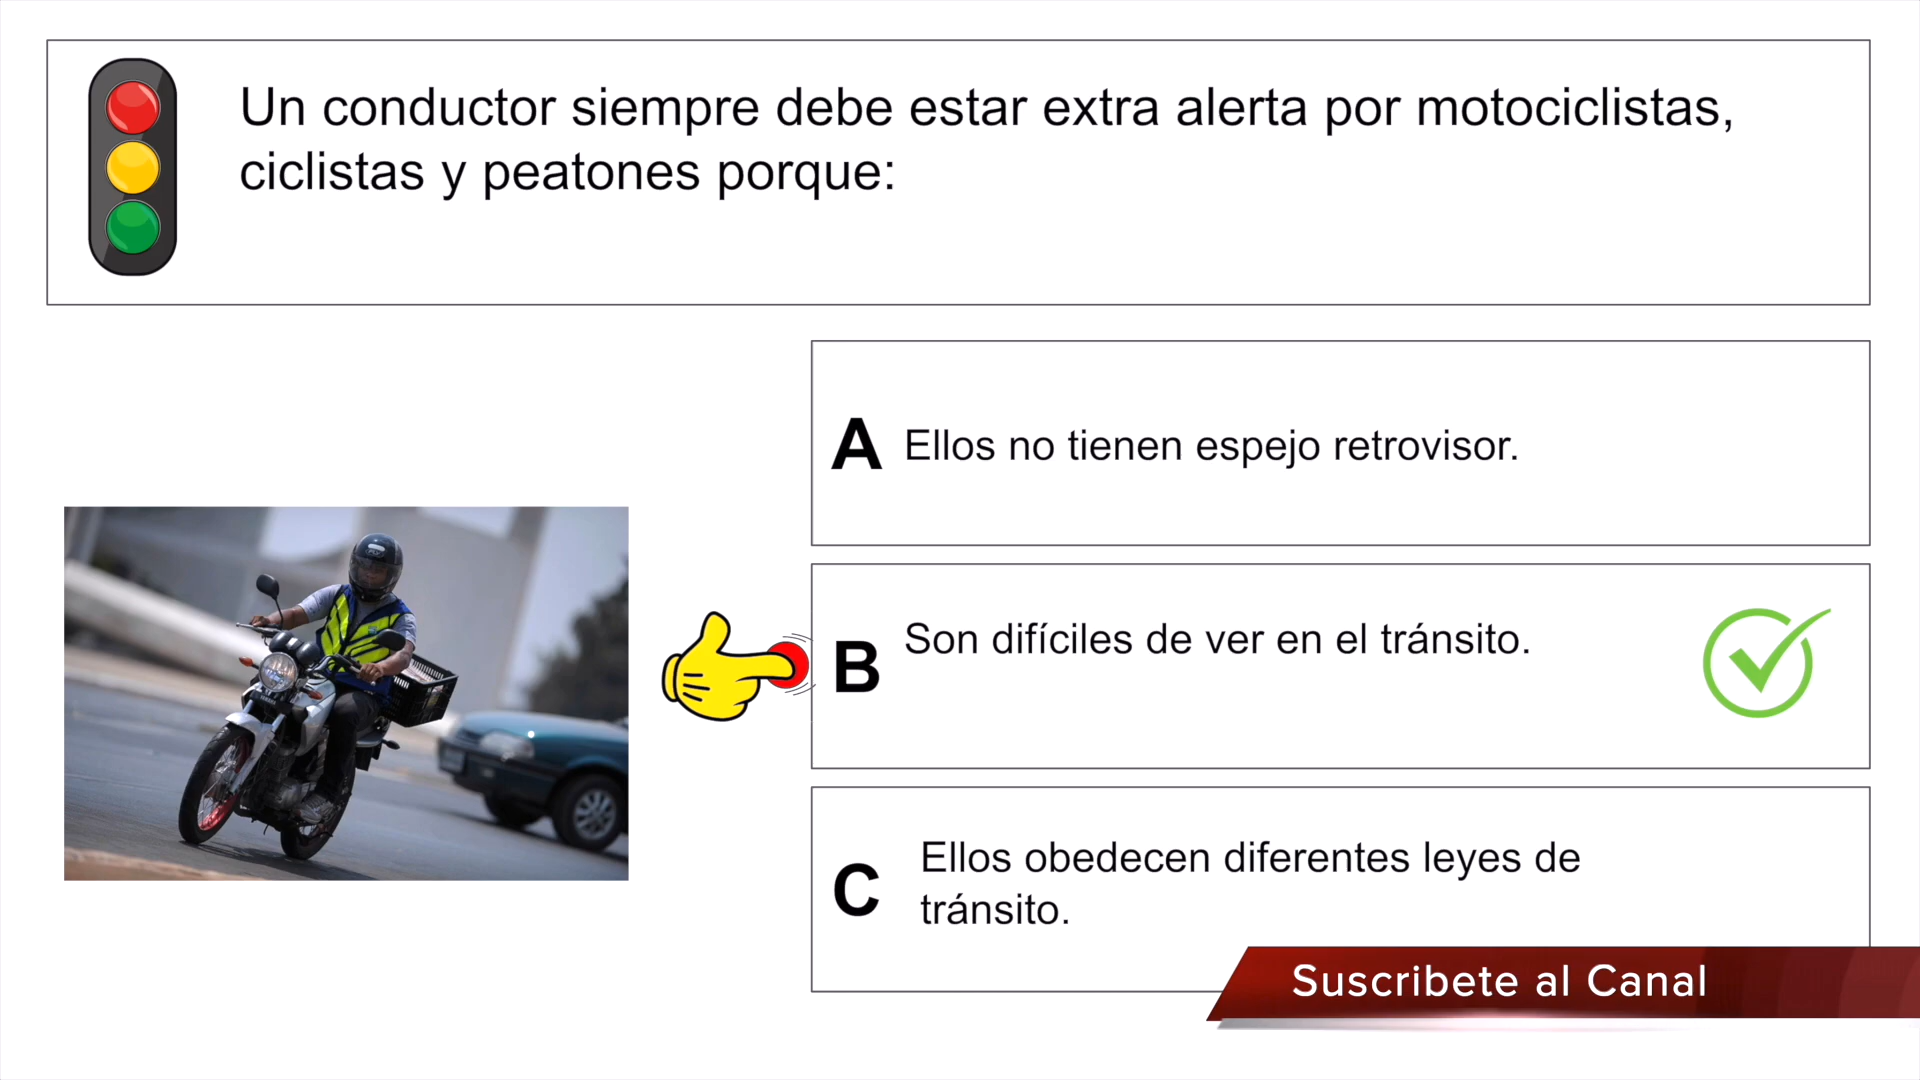 Un conductor siempre debe estar extra alerta por motociclistas,
ciclistas y peatones porque:
A Ellos no tienen espejo retrovisor.
B Son difíciles de ver en el tránsito.
C Ellos obedecen diferentes leyes de
tránsito.
Suscribete al Canal